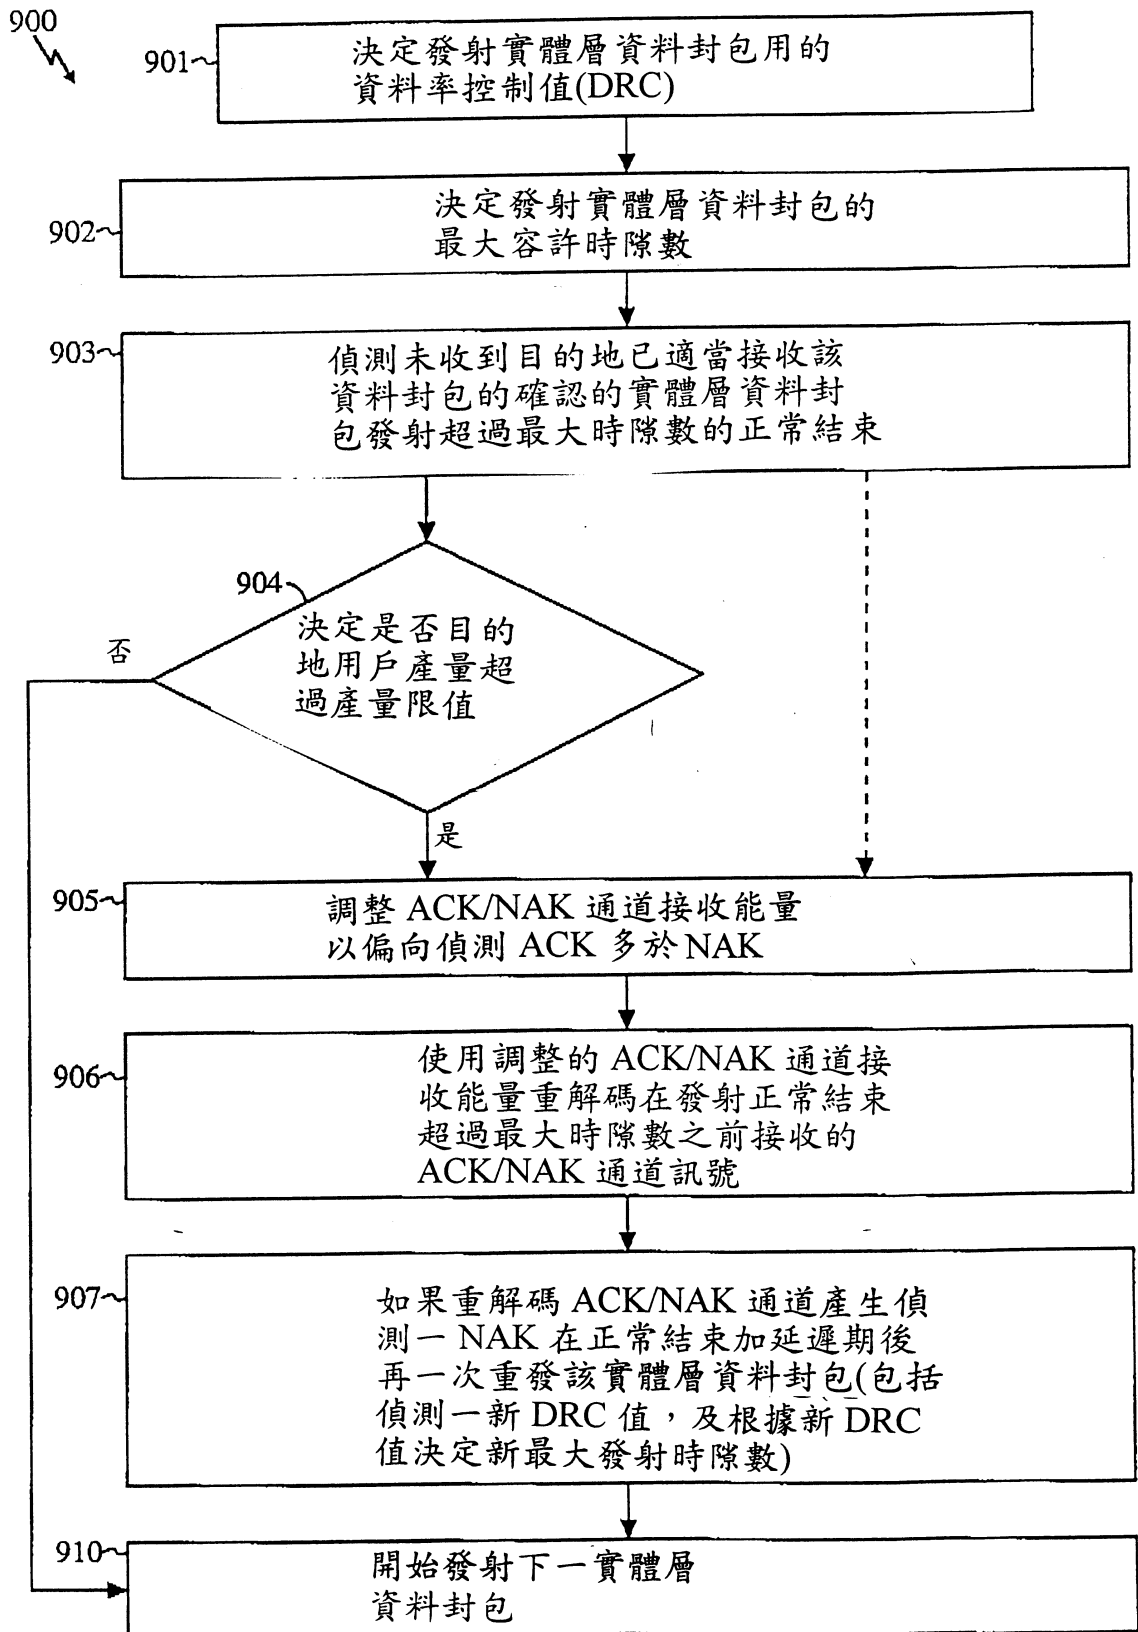 900
901
決定發射實體層資料封包用的
資料率控制值(DRC)
902
決定發射實體層資料封包的
最大容許時隙數
903
偵測未收到目的地已適當接收該
資料封包的確認的實體層資料封
包發射超過最大時隙數的正常結束
904
決定是否目的
地用戶產量超
過產量限值
否
是
905
調整 ACK/NAK 通道接收能量
以偏向偵測 ACK 多於 NAK
906
使用調整的 ACK/NAK 通道接
收能量重解碼在發射正常結束
超過最大時隙數之前接收的
ACK/NAK 通道訊號
907
如果重解碼 ACK/NAK 通道產生偵
測一 NAK 在正常結束加延遲期後
再一次重發該實體層資料封包(包括
偵測一新 DRC 值,及根據新 DRC
值決定新最大發射時隙數)
910
開始發射下一實體層
資料封包